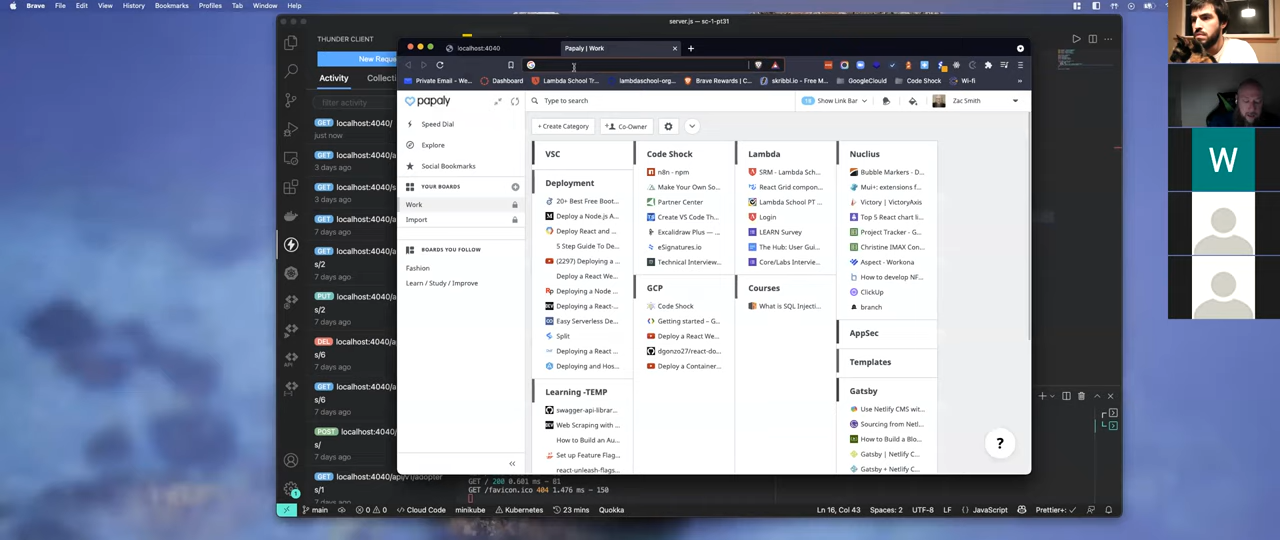 Brave File Edit View History Bookmarks Profiles Tab Window Help
server.js — sc-1-pt31
THUNDER CLIENT
New Reque
Activity Collecti
filter activity
GET localhost:4040/
just now
GET localhost:4040/a
3 days ago
GET localhost:4040/s
7 days ago
GET localhost:4040/a
7 days ago
GET localhost:4040/a
s/2
7 days ago
PUT localhost:4040/a
s/2
7 days ago
DEL localhost:4040/a
s/6
7 days ago
GET localhost:4040/a
s/6
7 days ago
POST localhost:4040/a
s/
7 days ago
GET localhost:4040/api/v1/adopter
s/1
7 days ago
localhost:4040
Papaly | Work
Private Email - We...
Dashboard
Lambda School Tr...
lambdaschool-org...
Brave Rewards | C...
skribbl.io - Free M...
GoogleCloud
Code Shock
Wi-fi
papaly
Type to search
18 Show Link Bar
Zac Smith
Speed Dial
Explore
Social Bookmarks
YOUR BOARDS
Work
Import
BOARDS YOU FOLLOW
Fashion
Learn / Study / Improve
+ Create Category
Co-Owner
VSC
Deployment
20+ Best Free Boot...
Deploy a Node.js A...
Deploy React and ...
5 Step Guide To De...
(2297) Deploying a ...
Deploy a React We...
Deploying a Node ...
Deploying a React-...
Easy Serverless De...
Split
Deploying a React ...
Deploying and Hos...
Learning -TEMP
swagger-api-librar...
Web Scraping with ...
How to Build an Au...
Set up Feature Flag...
react-unleash-flags...
Code Shock
n8n - npm
Make Your Own So...
Partner Center
Create VS Code Th...
Excalidraw Plus — ...
eSignatures.io
Technical Interview...
GCP
Code Shock
Getting started – G...
Deploy a React We...
dgonzo27/react-do...
Deploy a Container...
Lambda
SRM - Lambda Sch...
React Grid compon...
Lambda School PT ...
Login
LEARN Survey
The Hub: User Gui...
Core/Labs Intervie...
Courses
What is SQL Injecti...
Nuclius
Bubble Markers - D...
Mui+: extensions f...
Victory | VictoryAxis
Top 5 React chart li...
Project Tracker - G...
Christine IMAX Con...
Aspect - Workona
How to develop NF...
ClickUp
branch
AppSec
Templates
Gatsby
Use Netlify CMS wit...
Sourcing from Netl...
How to Build a Blo...
Gatsby | Netlify C...
Gatsby + Netlify C...
?
W
GET / 200 0.601 ms - 81
GET /favicon.ico 404 1.476 ms - 150
main 0 0 Cloud Code minikube Kubernetes 23 mins Quokka Ln 16, Col 43 Spaces: 2 UTF-8 LF JavaScript Prettier+: